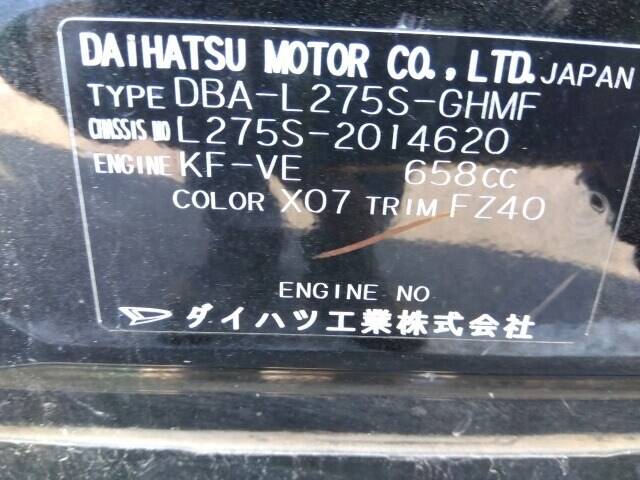 DAIHATSU MOTOR CO., LTD. JAPAN
TYPE DBA-L275S-GHMF
CHASSIS NO L275S-2014620
ENGINE KF-VE 658CC
COLOR X07 TRIM FZ40
ENGINE NO
ダイハツ工業株式会社